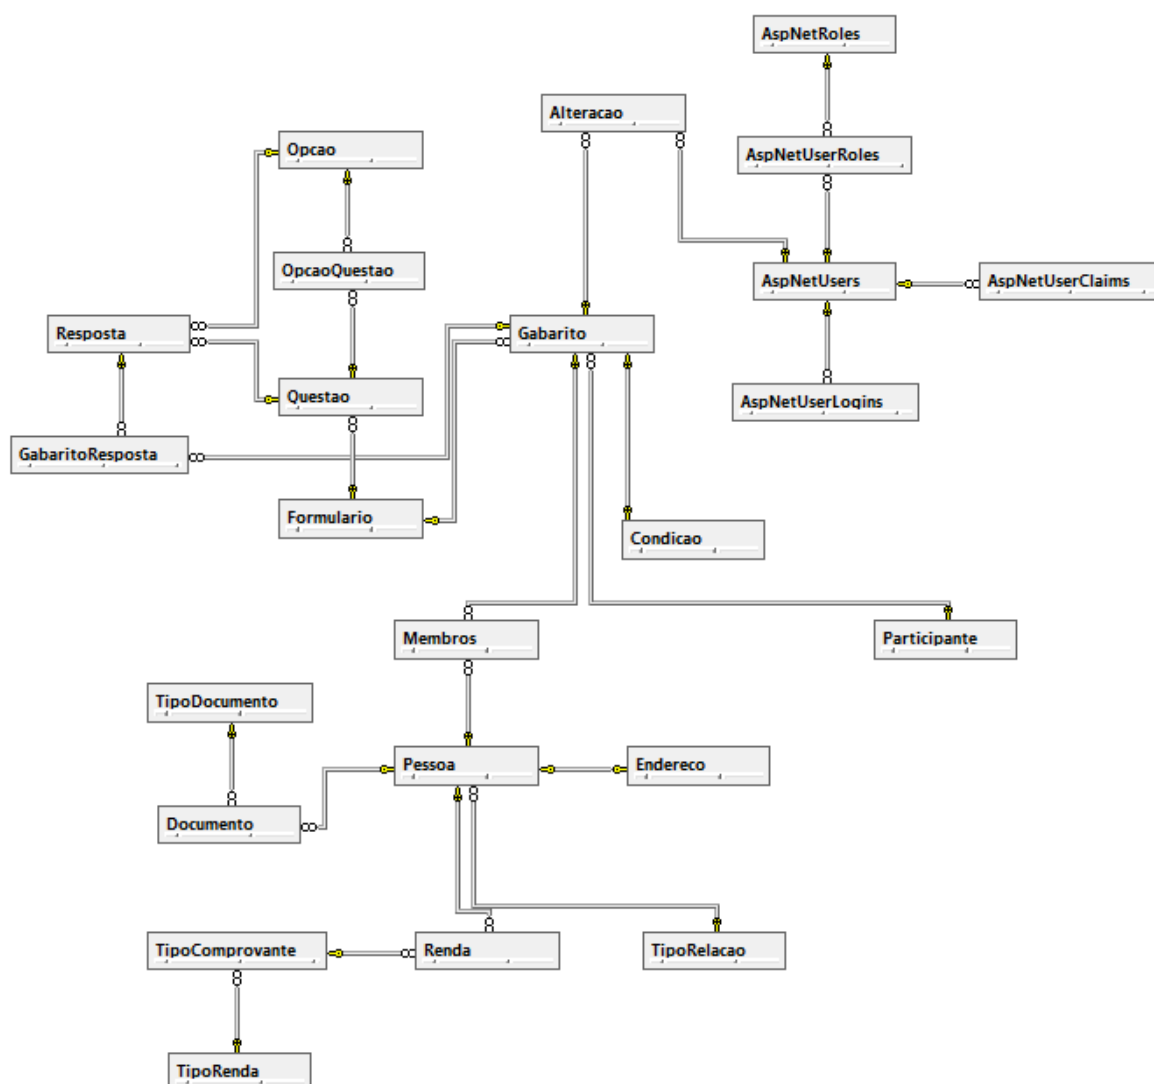 AspNetRoles
Alteracao
Opcao
AspNetUserRoles
OpcaoQuestao
AspNetUsers
AspNetUserClaims
Resposta
Gabarito
Questao
AspNetUserLogins
GabaritoResposta
Formulario
Condicao
Membros
Participante
TipoDocumento
Pessoa
Endereco
Documento
TipoComprovante
Renda
TipoRelacao
TipoRenda